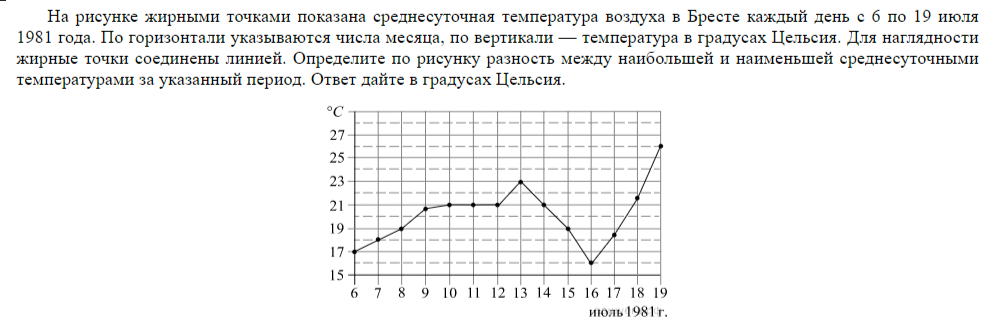 На рисунке жирными точками показана среднесуточная температура воздуха в Бресте каждый день с 6 по 19 июля
1981 года. По горизонтали указываются числа месяца, по вертикали — температура в градусах Цельсия. Для наглядности
жирные точки соединены линией. Определите по рисунку разность между наибольшей и наименьшей среднесуточными
температурами за указанный период. Ответ дайте в градусах Цельсия.
°C
27
25
23
21
19
17
15
6 7 8 9 10 11 12 13 14 15 16 17 18 19
июль 1981 г.